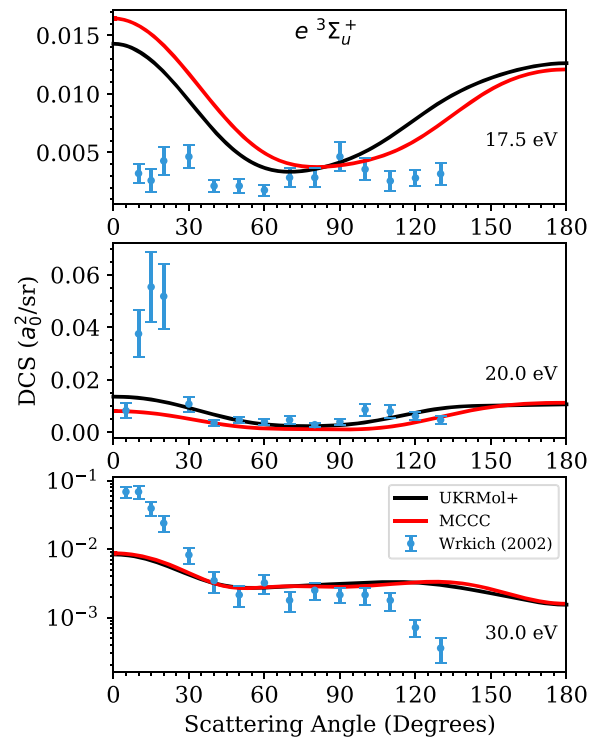 e ³Σᵤ⁺
0.015
0.010
0.005
17.5 eV
0 30 60 90 120 150 180
DCS (a₀²/sr)
0.06
0.04
0.02
0.00
20.0 eV
0 30 60 90 120 150 180
10⁻¹
10⁻²
10⁻³
UKRMol+
MCCC
Wrkich (2002)
30.0 eV
0 30 60 90 120 150 180
Scattering Angle (Degrees)